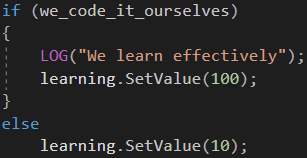 if (we_code_it_ourselves)
{
    LOG("We learn effectively");
    learning.SetValue(100);
}
else
    learning.SetValue(10);